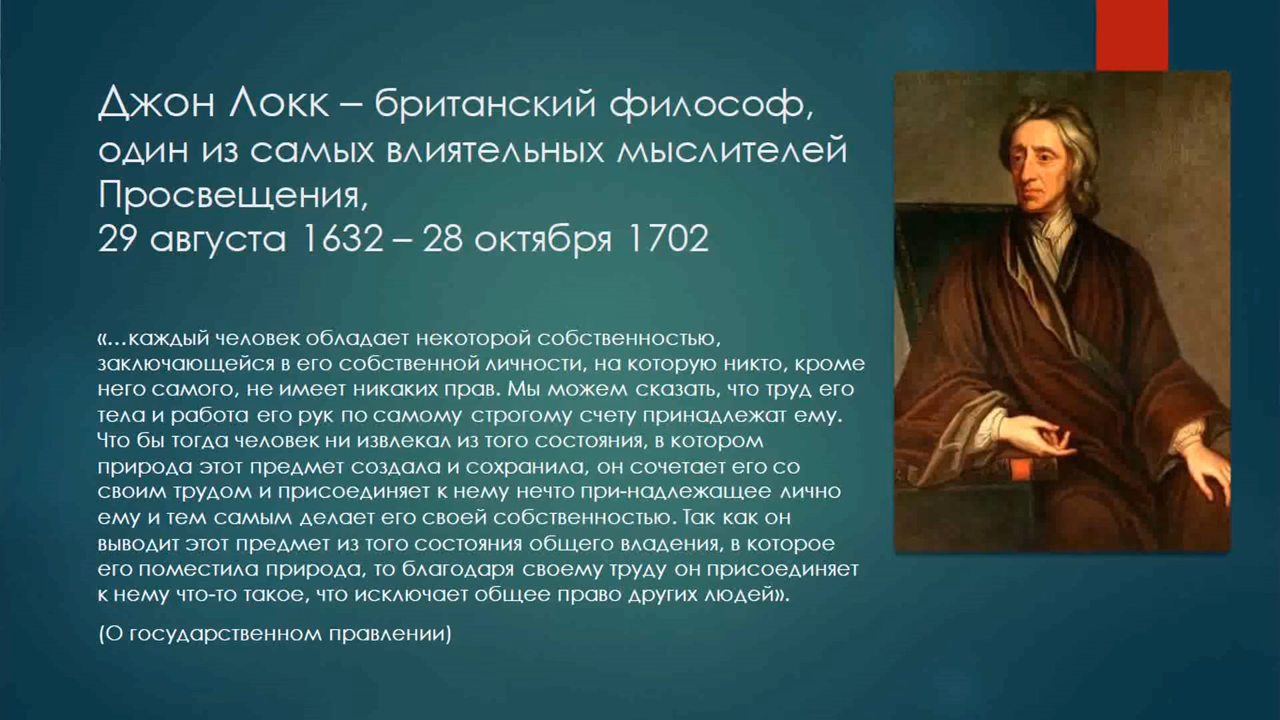 Джон Локк – британский философ,
один из самых влиятельных мыслителей
Просвещения,
29 августа 1632 – 28 октября 1702
«…каждый человек обладает некоторой собственностью,
заключающейся в его собственной личности, на которую никто, кроме
него самого, не имеет никаких прав. Мы можем сказать, что труд его
тела и работа его рук по самому строгому счету принадлежат ему.
Что бы тогда человек ни извлекал из того состояния, в котором
природа этот предмет создала и сохранила, он сочетает его со
своим трудом и присоединяет к нему нечто при-надлежащее лично
ему и тем самым делает его своей собственностью. Так как он
выводит этот предмет из того состояния общего владения, в которое
его поместила природа, то благодаря своему труду он присоединяет
к нему что-то такое, что исключает общее право других людей».
(О государственном правлении)